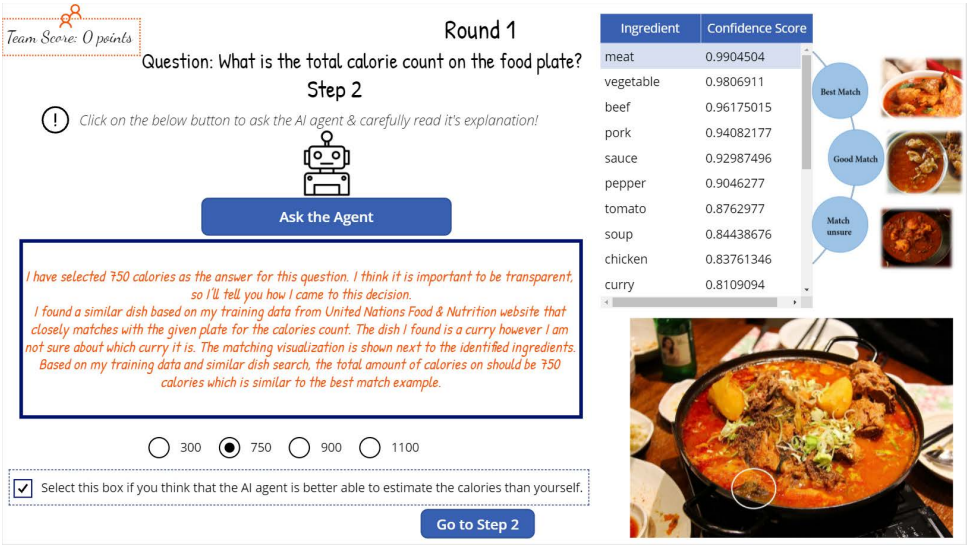 Team Score: 0 points
Round 1
Question: What is the total calorie count on the food plate?
Step 2
! Click on the below button to ask the AI agent & carefully read it's explanation!
Ask the Agent
I have selected 750 calories as the answer for this question. I think it is important to be transparent,
so I'll tell you how I came to this decision.
I found a similar dish based on my training data from United Nations Food & Nutrition website that
closely matches with the given plate for the calories count. The dish I found is a curry however I am
not sure about which curry it is. The matching visualization is shown next to the identified ingredients.
Based on my training data and similar dish search, the total amount of calories on should be 750
calories which is similar to the best match example.
300 750 900 1100
Select this box if you think that the AI agent is better able to estimate the calories than yourself.
Go to Step 2
Ingredient Confidence Score
meat 0.9904504
vegetable 0.9806911
beef 0.96175015
pork 0.94082177
sauce 0.92987496
pepper 0.9046277
tomato 0.8762977
soup 0.84438676
chicken 0.83761346
curry 0.8109094
Best Match
Good Match
Match
unsure